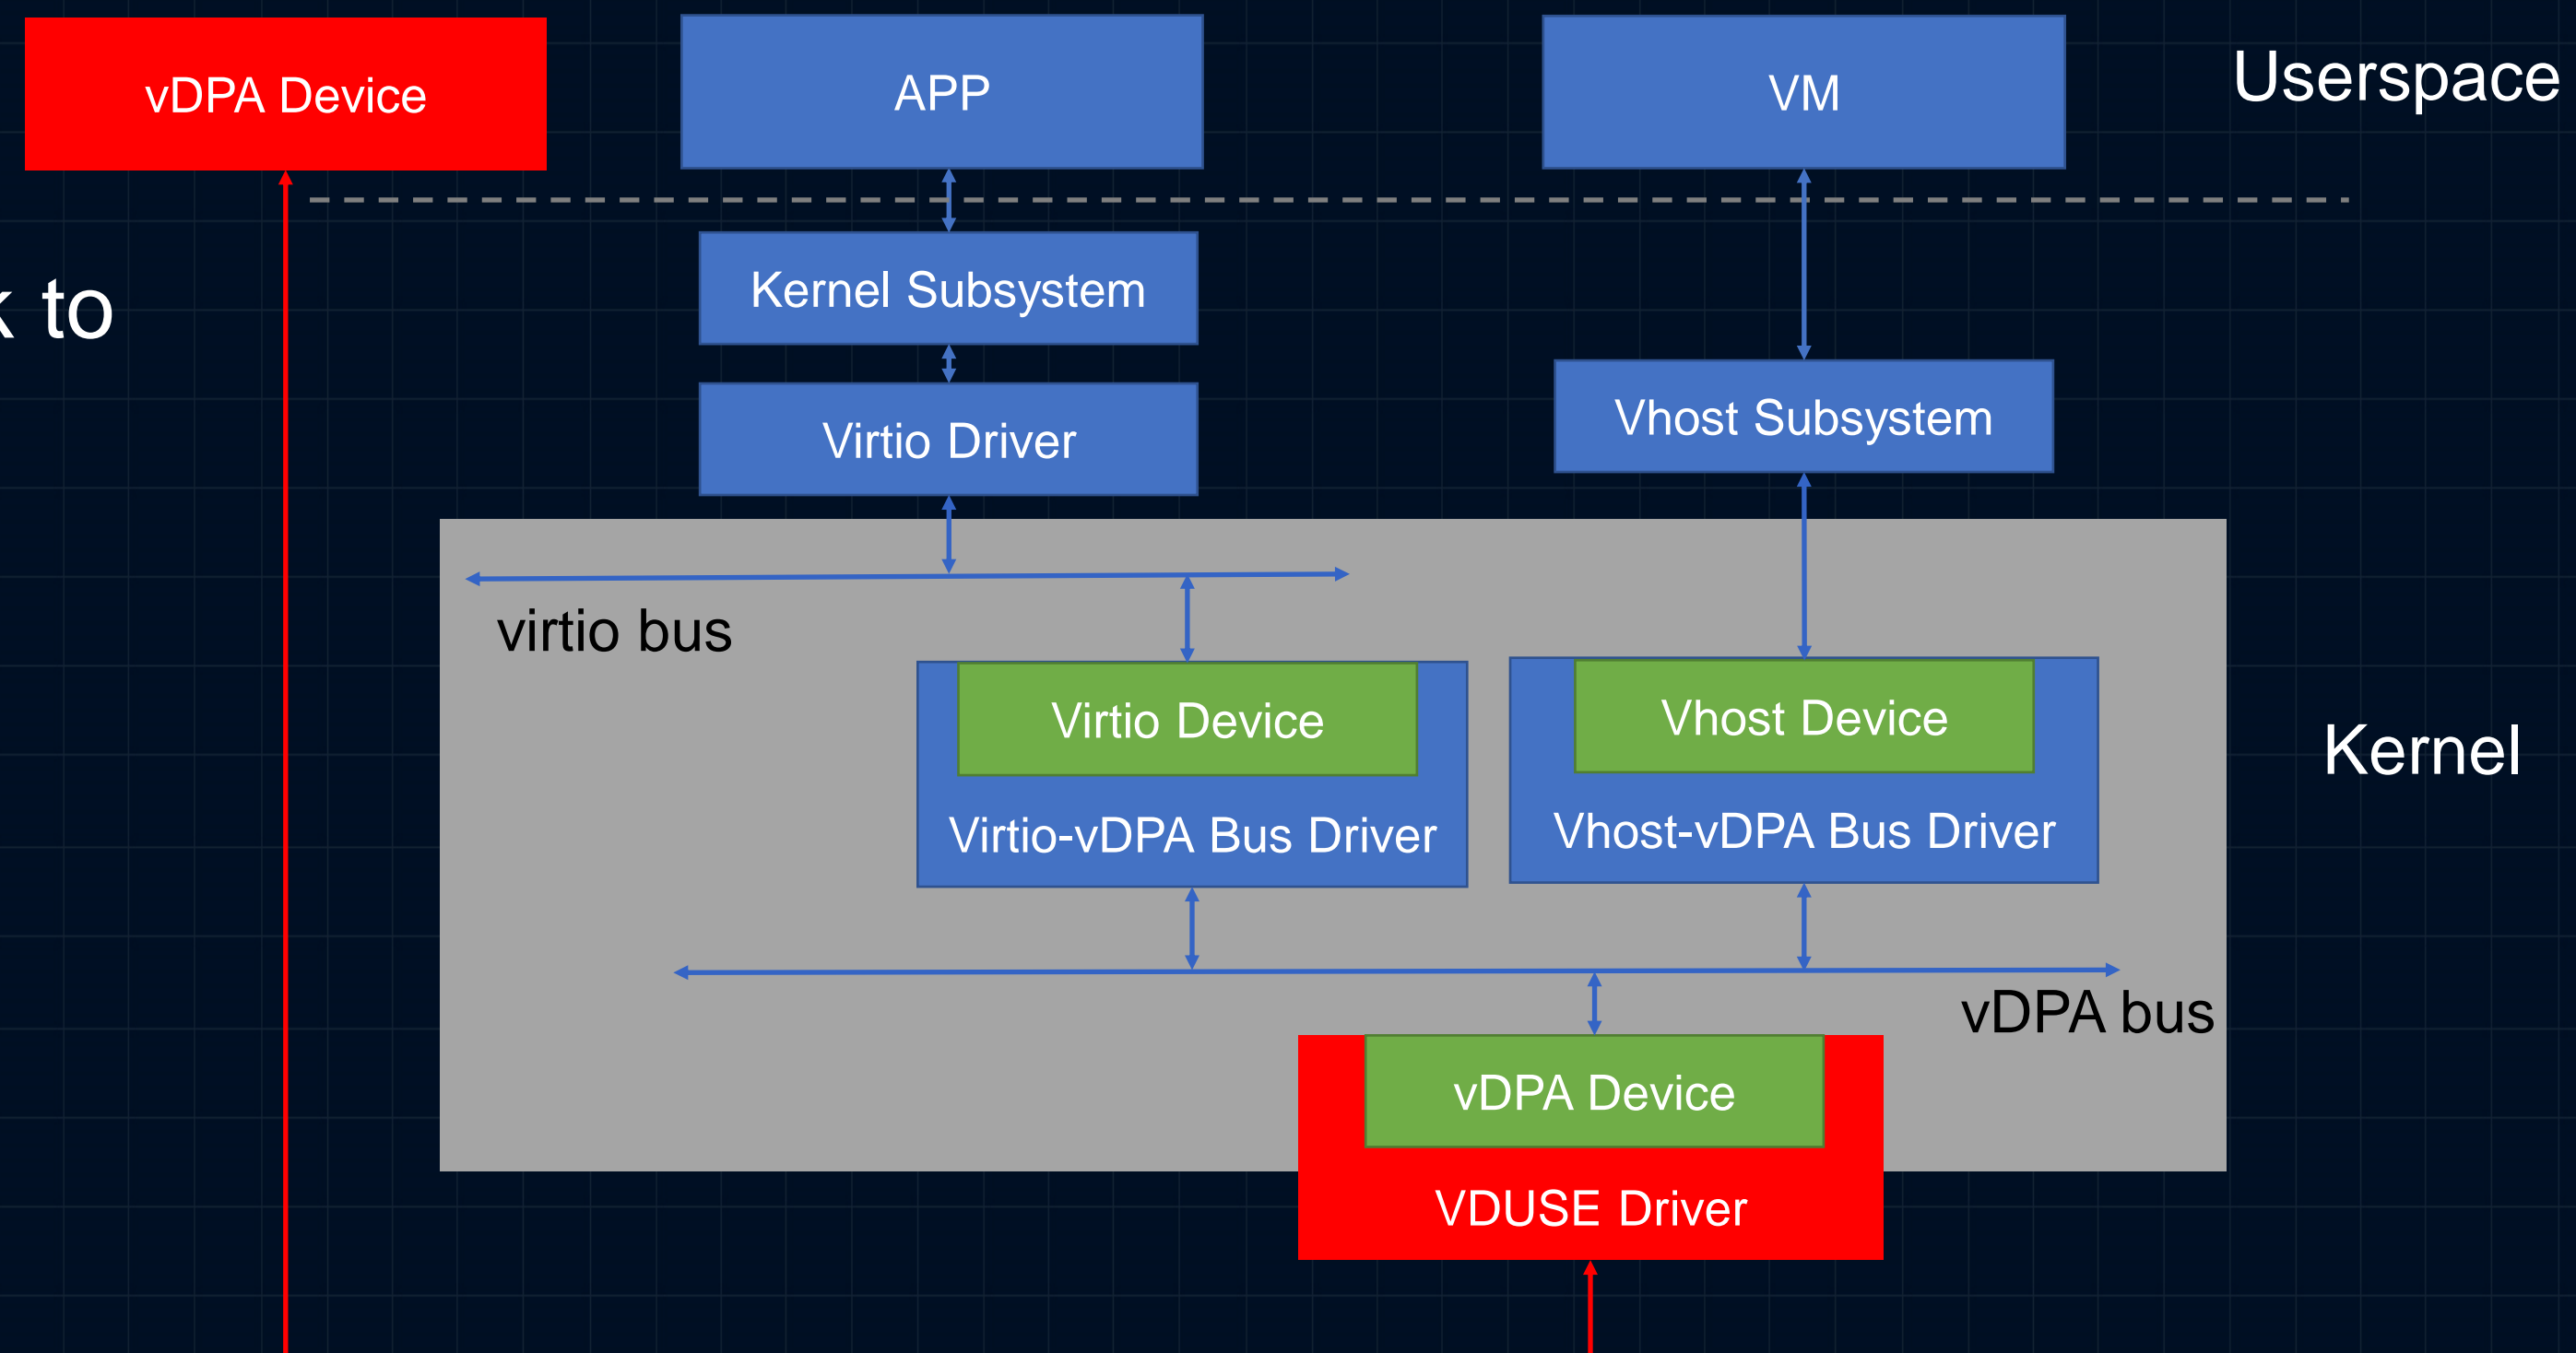 vDPA Device
APP
VM
Userspace
to
Kernel Subsystem
Virtio Driver
Vhost Subsystem
virtio bus
Virtio Device
Vhost Device
Virtio-vDPA Bus Driver
Vhost-vDPA Bus Driver
Kernel
vDPA bus
vDPA Device
VDUSE Driver